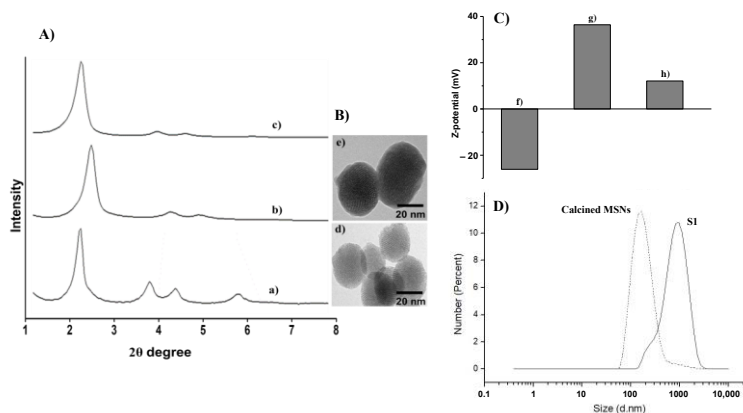 A)
Intensity
c)
b)
a)
1
2
3
4
5
6
7
8
2θ degree
B)
e)
20 nm
d)
20 nm
C)
Z-potential (mV)
40
20
0
−20
f)
g)
h)
D)
Number (Percent)
12
10
8
6
4
2
0
Calcined MSNs
S1
0.1
1
10
100
1000
10,000
Size (d.nm)